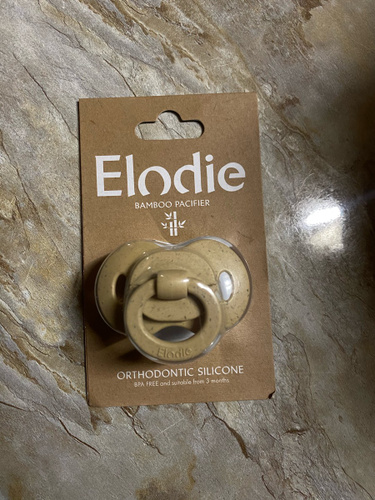 Elodie
BAMBOO PACIFIER
Elodie
ORTHODONTIC SILICONE
BPA FREE and suitable from 3 months